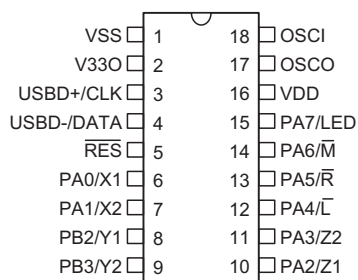 VSS 1 18 OSCI
V33O 2 17 OSCO
USBD+/CLK 3 16 VDD
USBD-/DATA 4 15 PA7/LED
R̅E̅S̅ 5 14 PA6/M̅
PA0/X1 6 13 PA5/R̅
PA1/X2 7 12 PA4/L̅
PB2/Y1 8 11 PA3/Z2
PB3/Y2 9 10 PA2/Z1